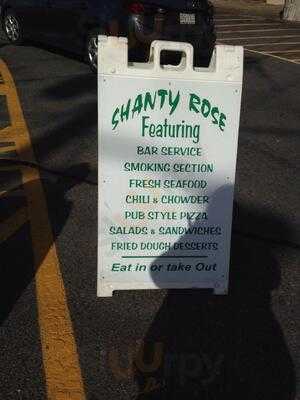 SHANTY ROSE
Featuring
BAR SERVICE
SMOKING SECTION
FRESH SEAFOOD
CHILI & CHOWDER
PUB STYLE PIZZA
SALADS & SANDWICHES
FRIED DOUGH DESSERTS
Eat in or take Out
wurpy